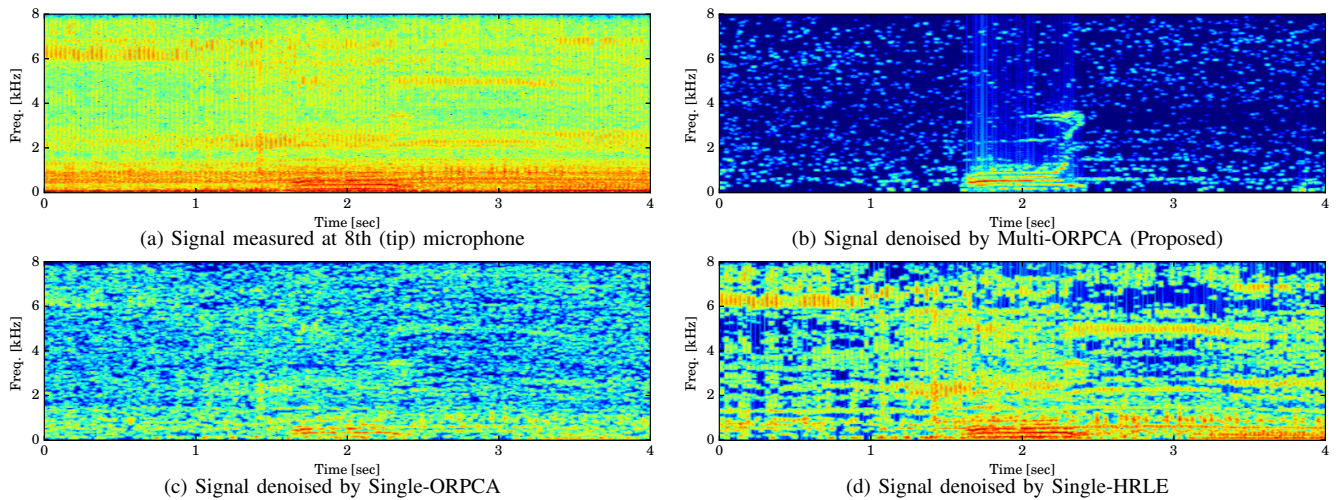 8
6
4
2
0
Freq. [kHz]
0 1 2 3 4
Time [sec]
(a) Signal measured at 8th (tip) microphone
8
6
4
2
0
Freq. [kHz]
0 1 2 3 4
Time [sec]
(b) Signal denoised by Multi-ORPCA (Proposed)
8
6
4
2
0
Freq. [kHz]
0 1 2 3 4
Time [sec]
(c) Signal denoised by Single-ORPCA
8
6
4
2
0
Freq. [kHz]
0 1 2 3 4
Time [sec]
(d) Signal denoised by Single-HRLE